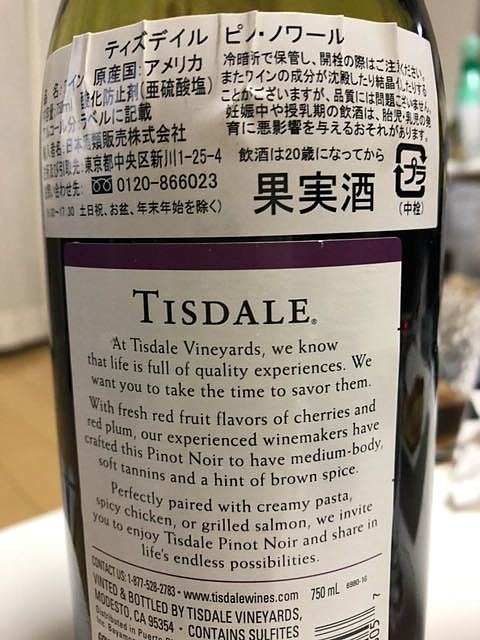 ティズデイル ピノ・ノワール
ワイン 原産国:アメリカ
酸化防止剤(亜硫酸塩)
ラベルに記載
日本酒類販売株式会社
東京都中央区新川1-25-4
0120-866023
土日祝、お盆、年末年始を除く)
冷暗所で保管し、開栓の際はご注意ください。
またワインの成分が沈殿したり結晶化したりする
ことがございますが、品質には問題ございません。
妊娠中や授乳期の飲酒は、胎児・乳児の発
育に悪影響を与えるおそれがあります。
飲酒は20歳になってから
果実酒
プラ
(中栓)
TISDALE®
At Tisdale Vineyards, we know
that life is full of quality experiences. We
want you to take the time to savor them.
With fresh red fruit flavors of cherries and
red plum, our experienced winemakers have
crafted this Pinot Noir to have medium-body,
soft tannins and a hint of brown spice.
Perfectly paired with creamy pasta,
spicy chicken, or grilled salmon, we invite
you to enjoy Tisdale Pinot Noir and share in
life's endless possibilities.
CONTACT US: 1-877-528-2783 • www.tisdalewines.com 750 mL 6980-1G
VINTED & BOTTLED BY TISDALE VINEYARDS,
MODESTO, CA 95354 • CONTAINS SULFITES
Distributed in Puerto
5 7